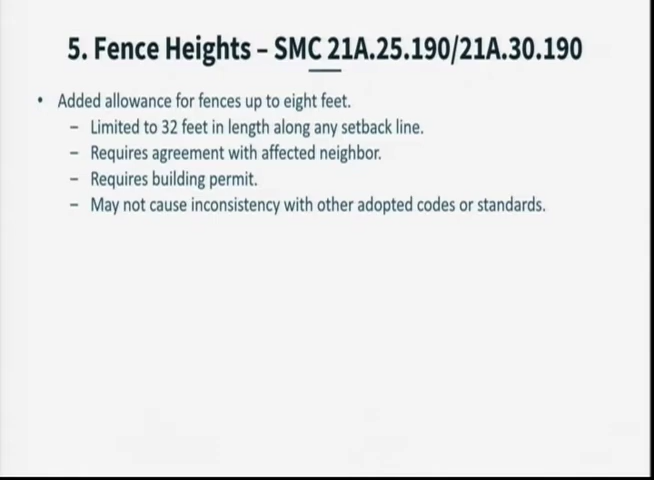 5. Fence Heights – SMC 21A.25.190/21A.30.190
• Added allowance for fences up to eight feet.
– Limited to 32 feet in length along any setback line.
– Requires agreement with affected neighbor.
– Requires building permit.
– May not cause inconsistency with other adopted codes or standards.